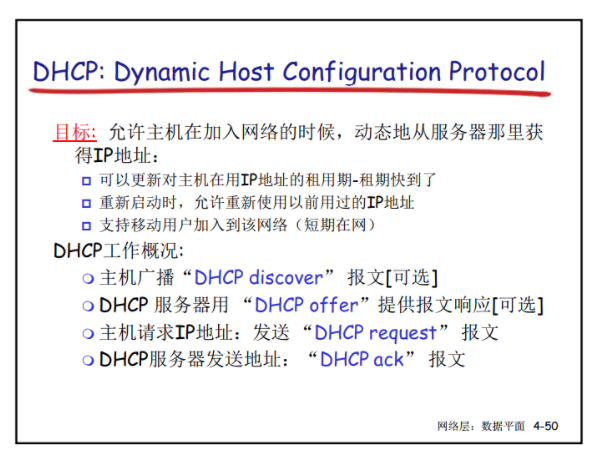 DHCP: Dynamic Host Configuration Protocol
目标: 允许主机在加入网络的时候，动态地从服务器那里获
得IP地址：
可以更新对主机在用IP地址的租用期-租期快到了
重新启动时，允许重新使用以前用过的IP地址
支持移动用户加入到该网络（短期在网）
DHCP工作概况:
主机广播“DHCP discover” 报文[可选]
DHCP 服务器用 “DHCP offer”提供报文响应[可选]
主机请求IP地址：发送 “DHCP request” 报文
DHCP服务器发送地址：“DHCP ack” 报文
网络层：数据平面 4-50